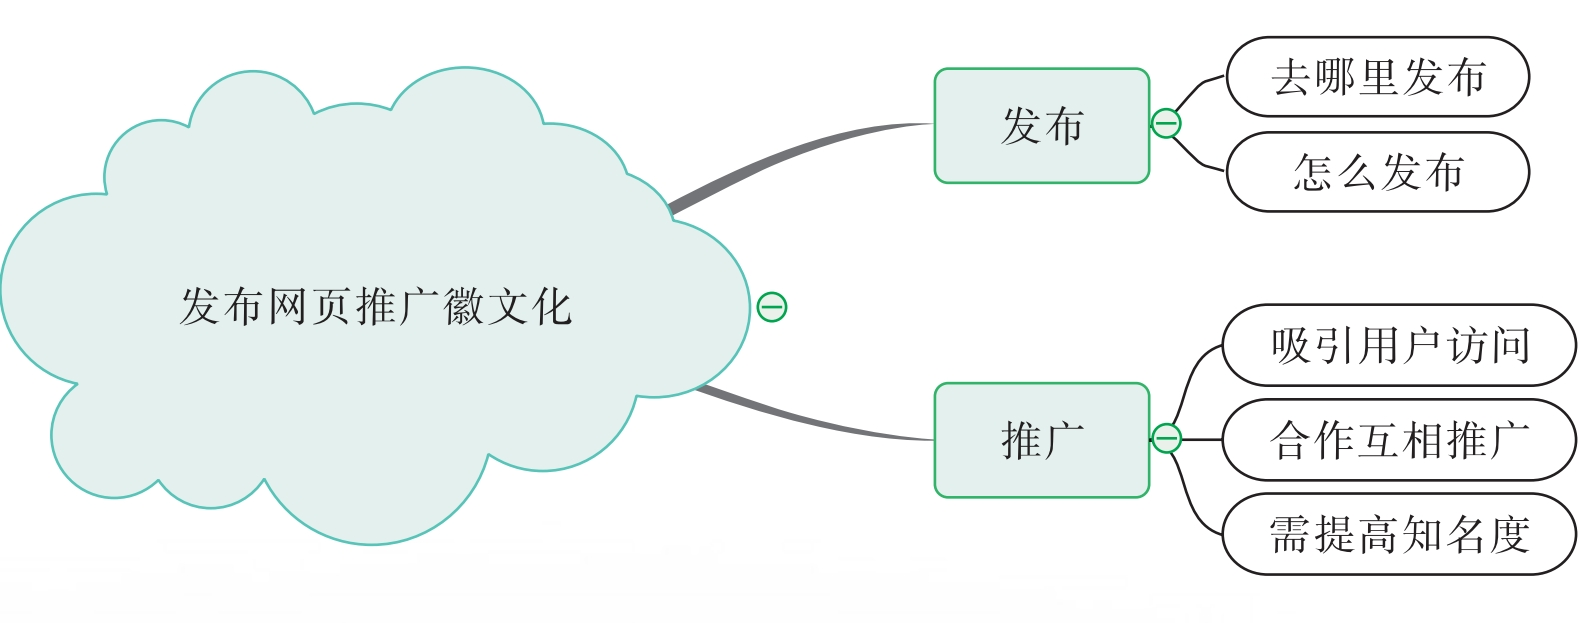 发布网页推广徽文化
发布
去哪里发布
怎么发布
推广
吸引用户访问
合作互相推广
需提高知名度